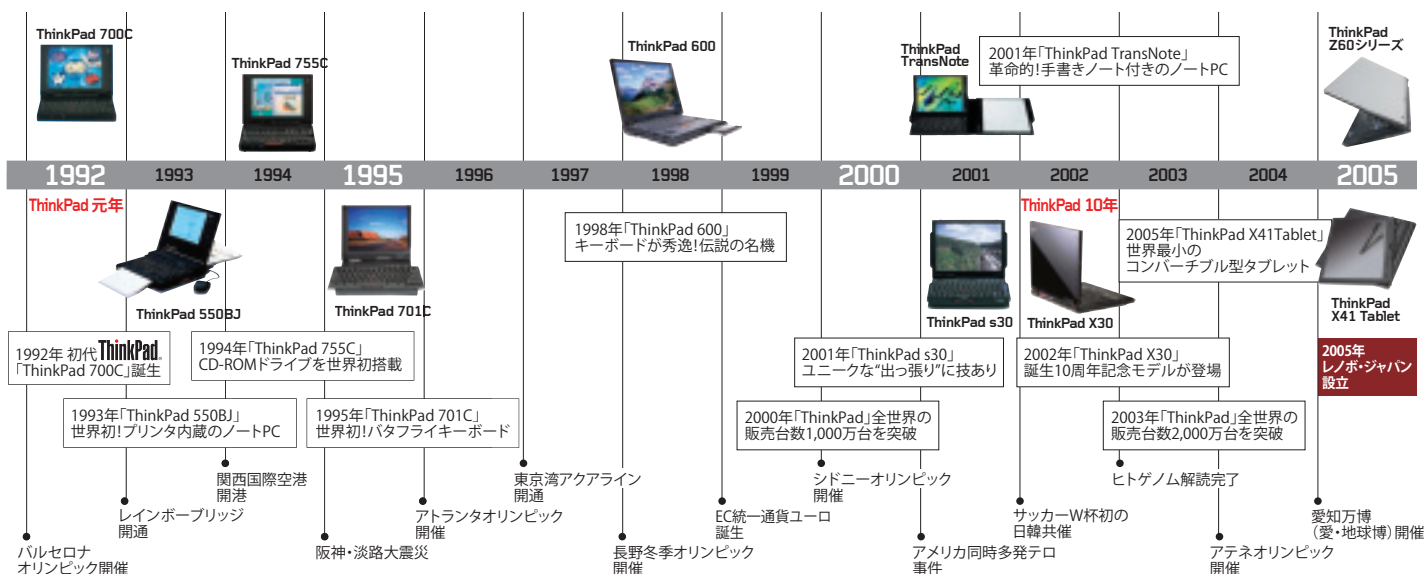 ThinkPad 700C
ThinkPad 755C
ThinkPad 600
ThinkPad
TransNote
2001年「ThinkPad TransNote」
革命的!手書きノート付きのノートPC
ThinkPad
Z60シリーズ
1992
1993
1994
1995
1996
1997
1998
1999
2000
2001
2002
2003
2004
2005
ThinkPad 元年
ThinkPad 10年
ThinkPad 550BJ
ThinkPad 701C
1998年「ThinkPad 600」
キーボードが秀逸!伝説の名機
ThinkPad s30
ThinkPad X30
2005年「ThinkPad X41Tablet」
世界最小の
コンバーチブル型タブレット
ThinkPad
X41 Tablet
1992年 初代ThinkPad
「ThinkPad 700C」誕生
1994年「ThinkPad 755C」
CD-ROMドライブを世界初搭載
2001年「ThinkPad s30」
ユニークな“出っ張り”に技あり
2002年「ThinkPad X30」
誕生10周年記念モデルが登場
2005年
レノボ・ジャパン
設立
1993年「ThinkPad 550BJ」
世界初!プリンタ内蔵のノートPC
1995年「ThinkPad 701C」
世界初!バタフライキーボード
2000年「ThinkPad」全世界の
販売台数1,000万台を突破
2003年「ThinkPad」全世界の
販売台数2,000万台を突破
関西国際空港
開港
東京湾アクアライン
開通
シドニーオリンピック
開催
ヒトゲノム解読完了
レインボーブリッジ
開通
アトランタオリンピック
開催
EC統一通貨ユーロ
誕生
サッカーW杯初の
日韓共催
愛知万博
(愛・地球博)開催
バルセロナ
オリンピック開催
阪神・淡路大震災
長野冬季オリンピック
開催
アメリカ同時多発テロ
事件
アテネオリンピック
開催